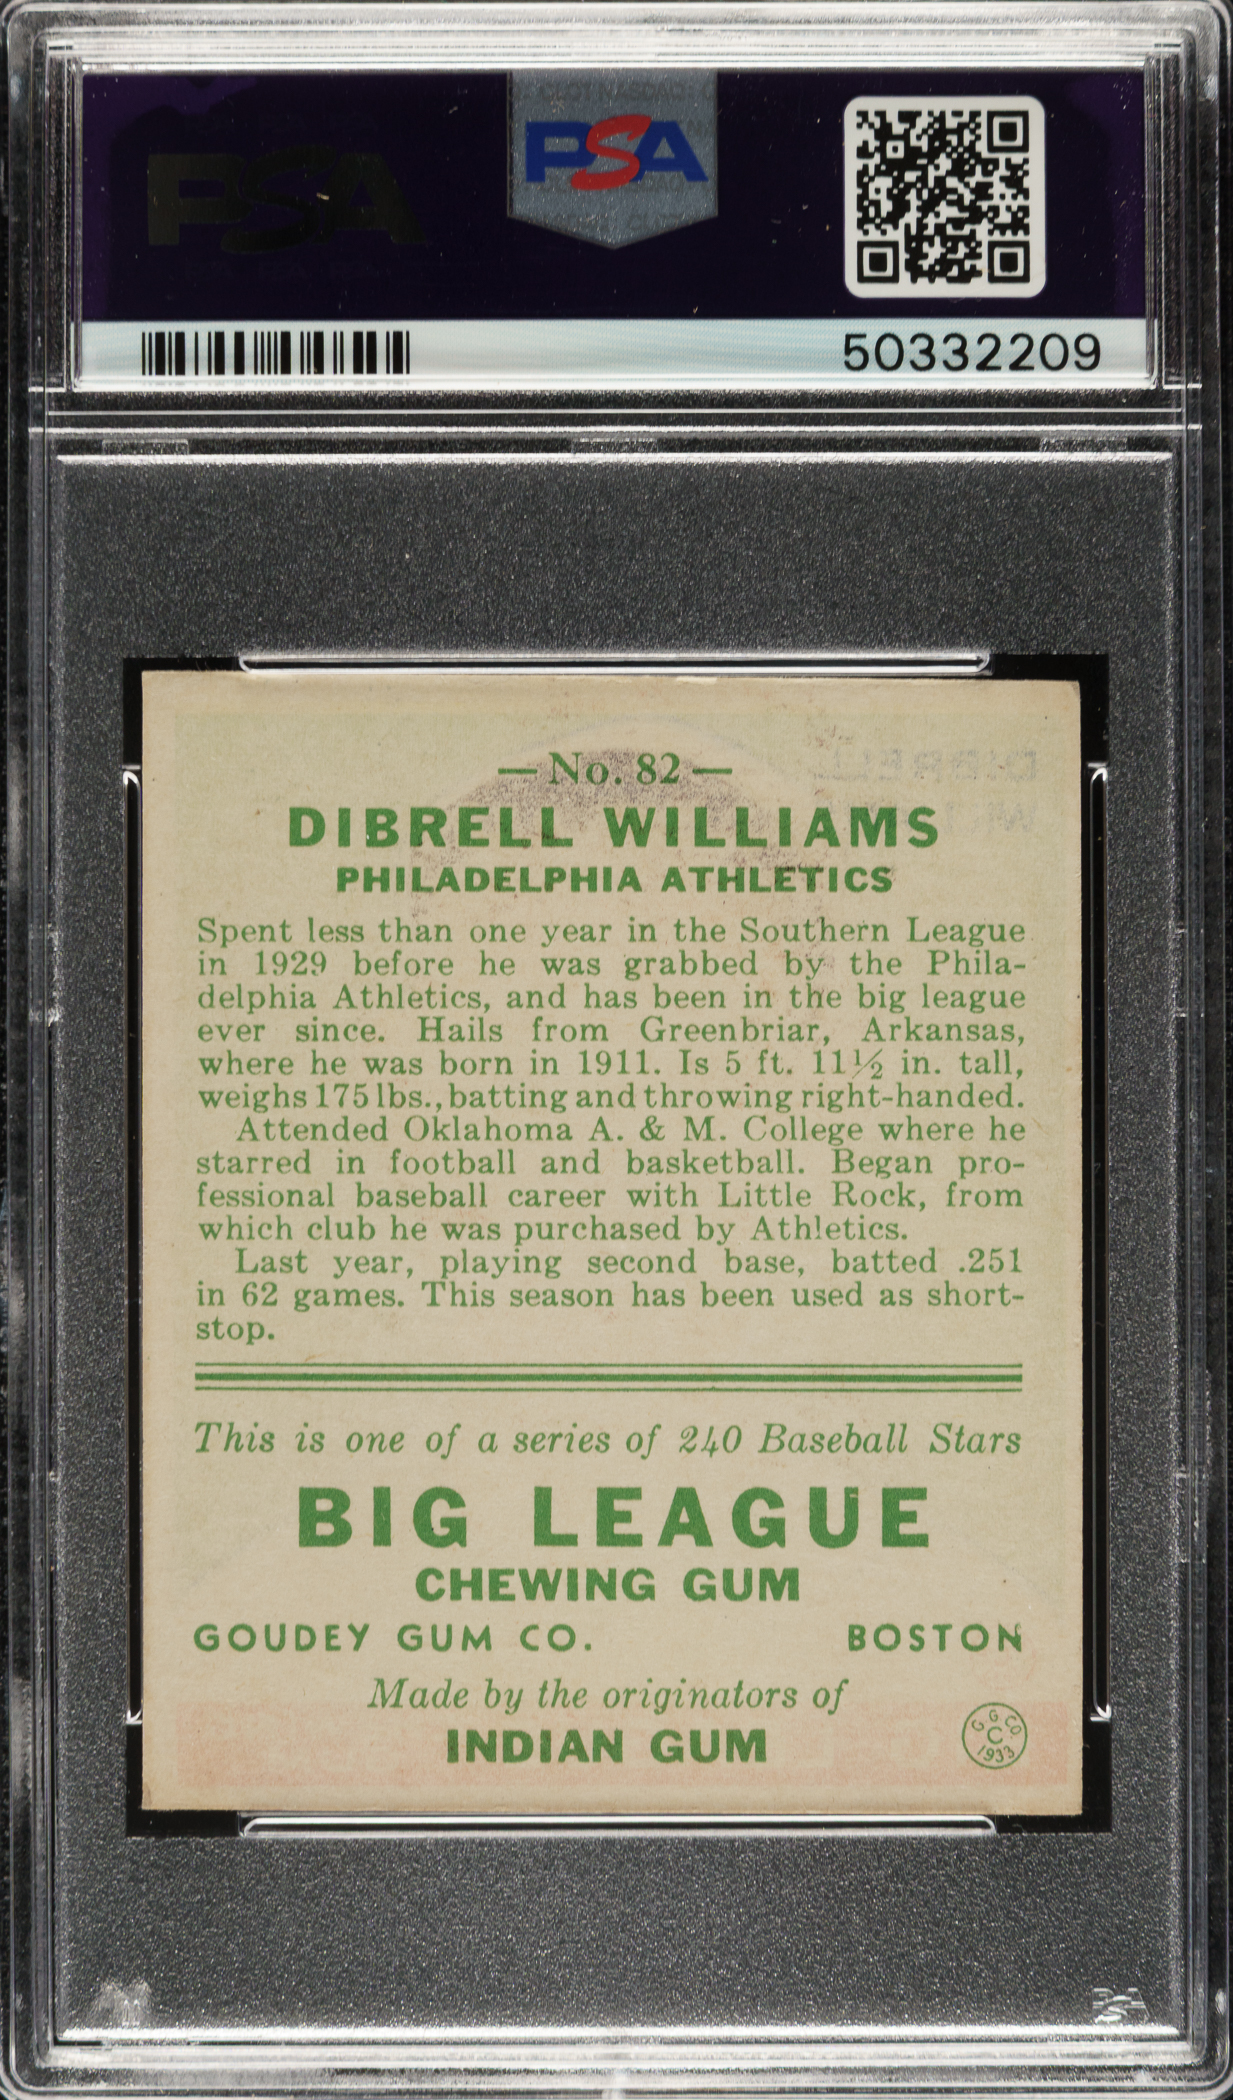 PSA
PSA
50332209
— No. 82 —
DIBRELL WILLIAMS
PHILADELPHIA ATHLETICS
Spent less than one year in the Southern League
in 1929 before he was grabbed by the Phila-
delphia Athletics, and has been in the big league
ever since. Hails from Greenbriar, Arkansas,
where he was born in 1911. Is 5 ft. 11½ in. tall,
weighs 175 lbs., batting and throwing right-handed.
Attended Oklahoma A. & M. College where he
starred in football and basketball. Began pro-
fessional baseball career with Little Rock, from
which club he was purchased by Athletics.
Last year, playing second base, batted .251
in 62 games. This season has been used as short-
stop.
This is one of a series of 240 Baseball Stars
BIG LEAGUE
CHEWING GUM
GOUDEY GUM CO. BOSTON
Made by the originators of
INDIAN GUM
G. G. CO.
C
1933